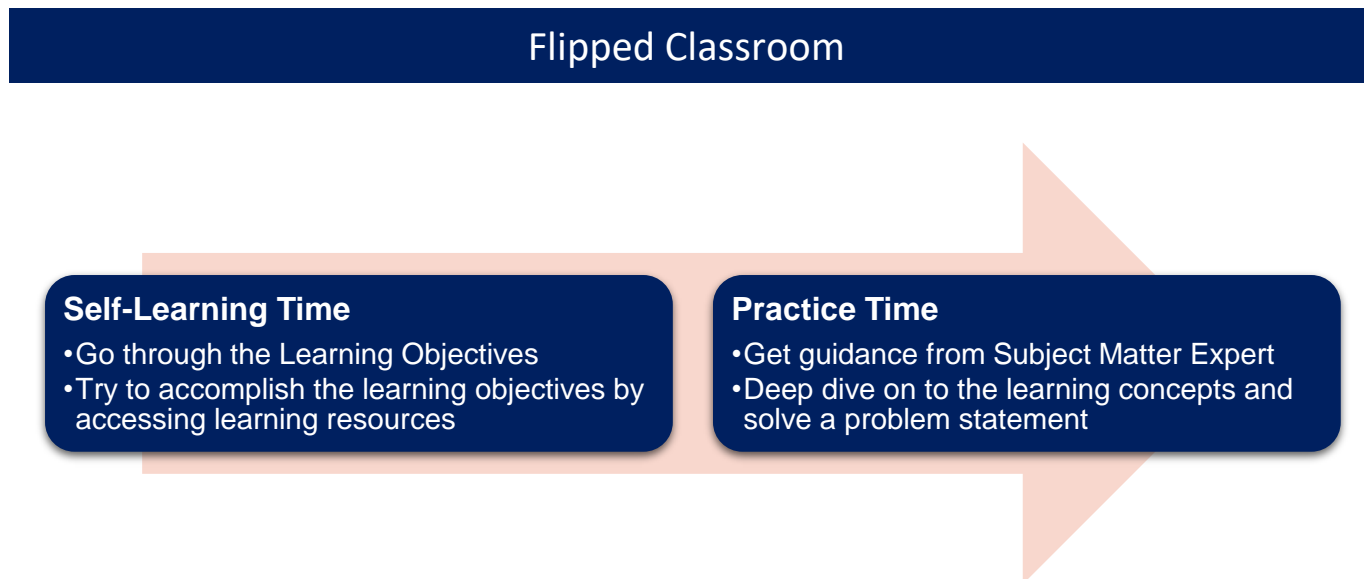 Flipped Classroom
Self-Learning Time
•Go through the Learning Objectives
•Try to accomplish the learning objectives by
accessing learning resources
Practice Time
•Get guidance from Subject Matter Expert
•Deep dive on to the learning concepts and
solve a problem statement